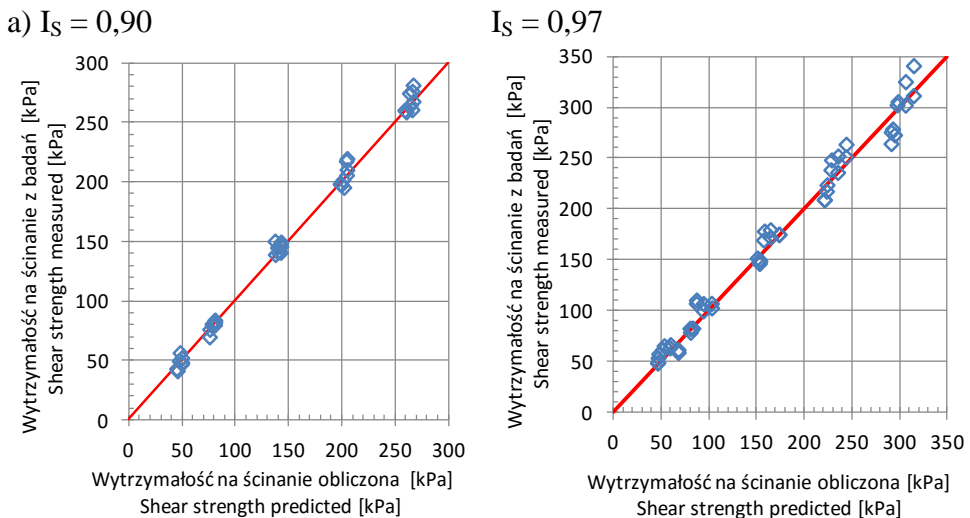 a) I_S = 0,90
I_S = 0,97
Wytrzymałość na ścinanie z badań [kPa]
Shear strength measured [kPa]
300
250
200
150
100
50
0
0 50 100 150 200 250 300
Wytrzymałość na ścinanie obliczona [kPa]
Shear strength predicted [kPa]
Wytrzymałość na ścinanie z badań [kPa]
Shear strength measured [kPa]
350
300
250
200
150
100
50
0
0 50 100 150 200 250 300 350
Wytrzymałość na ścinanie obliczona [kPa]
Shear strength predicted [kPa]